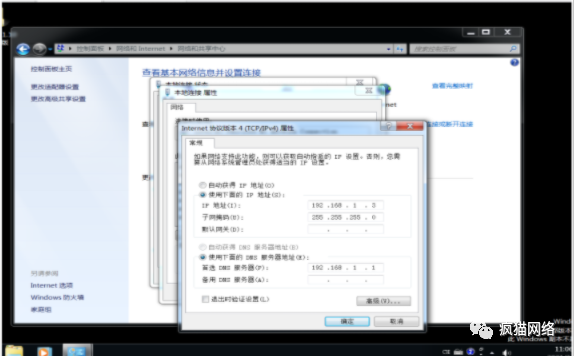 控制面板 ▸ 网络和 Internet ▸ 网络和共享中心
搜索控制面板
控制面板主页
更改适配器设置
更改高级共享设置
查看基本网络信息并设置连接
查看完整映射
本地连接 状态
本地连接 属性
网络
Internet 协议版本 4 (TCP/IPv4) 属性
常规
如果网络支持此功能，则可以获取自动指派的 IP 设置。否则，您需
要从网络系统管理员处获得适当的 IP 设置。
自动获得 IP 地址(O)
使用下面的 IP 地址(S):
IP 地址(I): 192 .168 . 1 . 3
子网掩码(U): 255 .255 .255 . 0
默认网关(D): . . .
自动获得 DNS 服务器地址(B)
使用下面的 DNS 服务器地址(E):
首选 DNS 服务器(P): 192 .168 . 1 . 1
备用 DNS 服务器(A): . . .
退出时验证设置(L)
高级(V)...
确定
取消
另请参阅
Internet 选项
Windows 防火墙
家庭组
疯猫网络
此 Windows 副本不